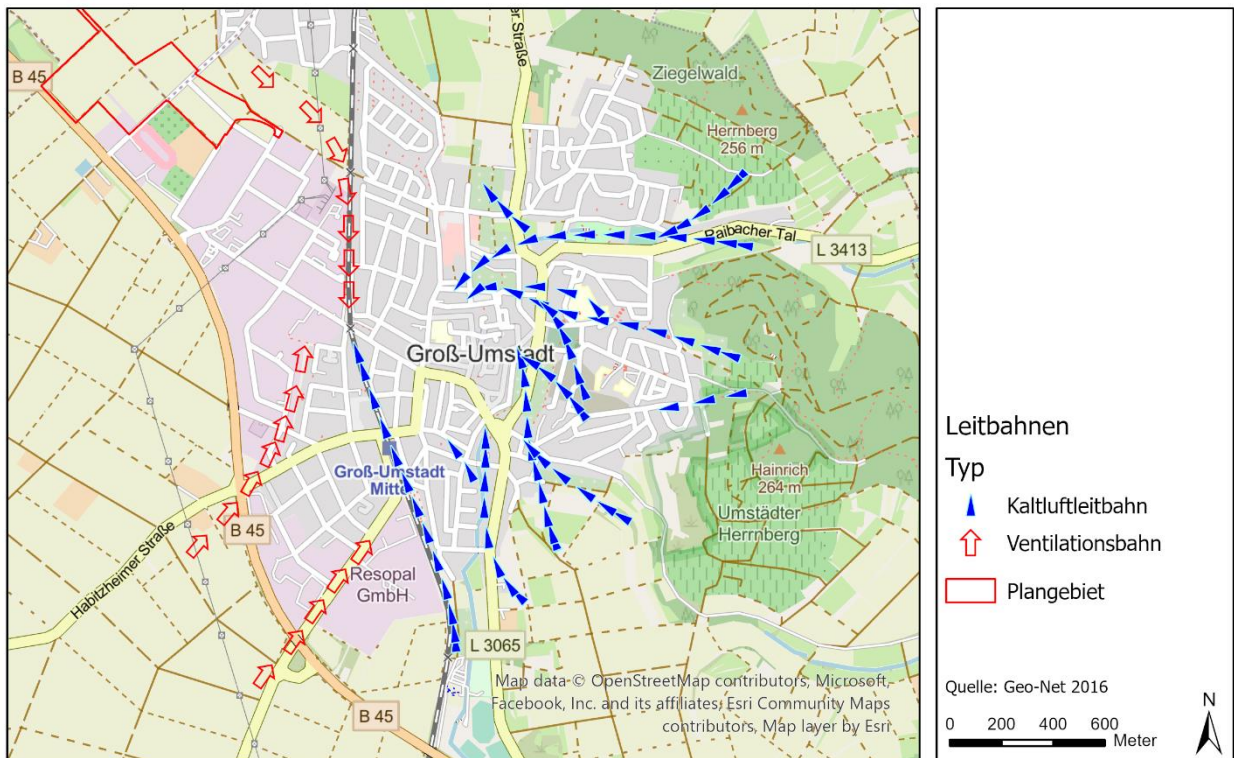 B 45
Straße
Ziegelwald
Herrnberg
256 m
Raibacher Tal
L 3413
Groß-Umstadt
Groß-Umstadt
Mitte
Hainrich
264 m
Umstädter
Herrnberg
B 45
Habitzheimer Straße
Resopal
GmbH
L 3065
B 45
Map data © OpenStreetMap contributors, Microsoft,
Facebook, Inc. and its affiliates, Esri Community Maps
contributors, Map layer by Esri
Leitbahnen
Typ
Kaltluftleitbahn
Ventilationsbahn
Plangebiet
Quelle: Geo-Net 2016
0 200 400 600
Meter
N